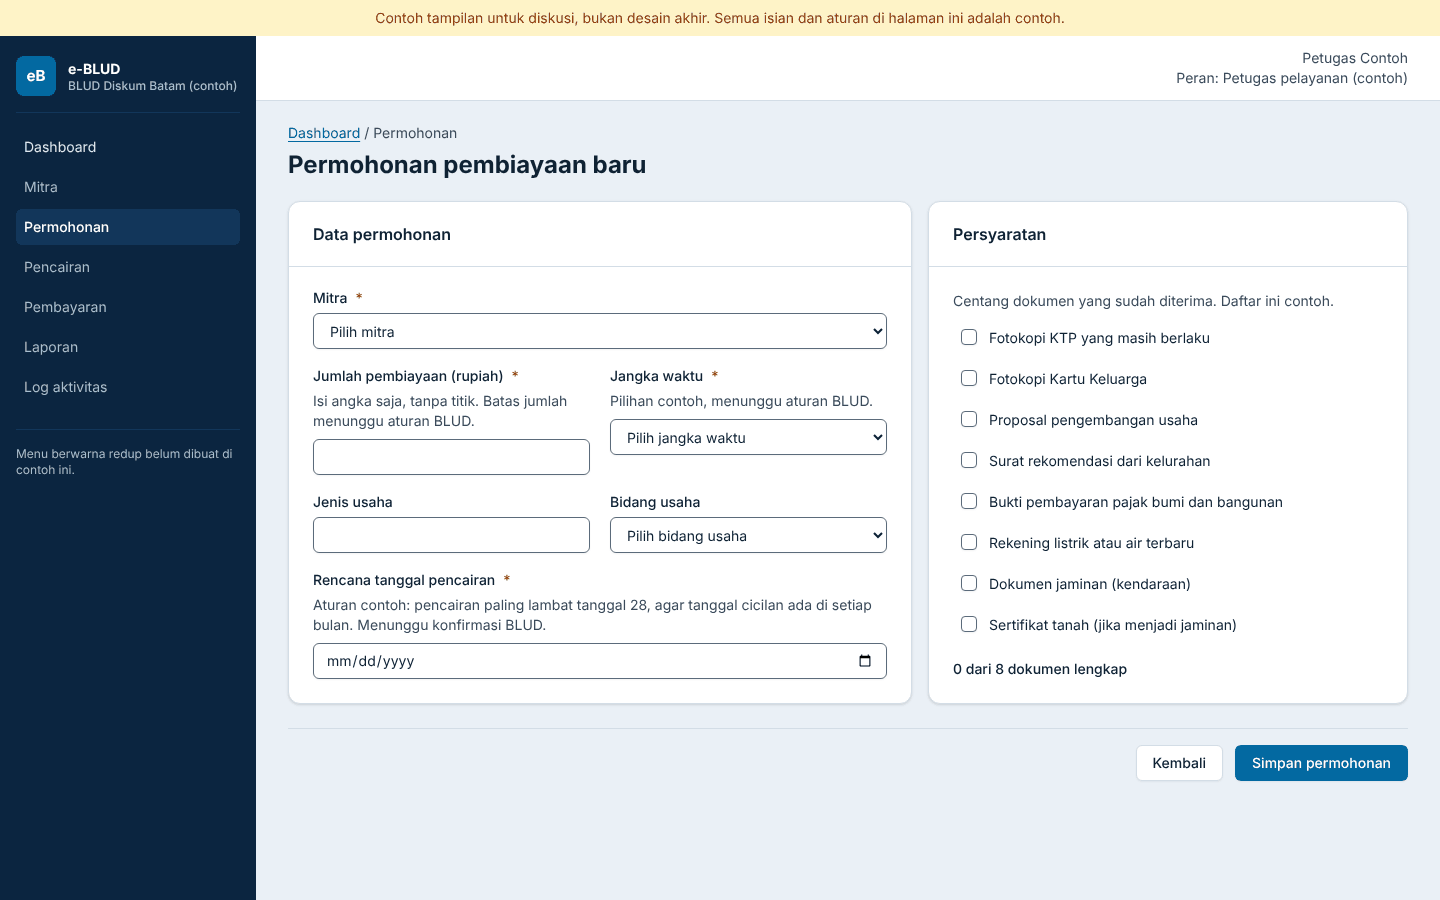 Contoh tampilan untuk diskusi, bukan desain akhir. Semua isian dan aturan di halaman ini adalah contoh.
eB
e-BLUD
BLUD Diskum Batam (contoh)
Dashboard
Mitra
Permohonan
Pencairan
Pembayaran
Laporan
Log aktivitas
Menu berwarna redup belum dibuat di
contoh ini.
Petugas Contoh
Peran: Petugas pelayanan (contoh)
Dashboard / Permohonan
Permohonan pembiayaan baru
Data permohonan
Mitra *
Pilih mitra
Jumlah pembiayaan (rupiah) *
Isi angka saja, tanpa titik. Batas jumlah
menunggu aturan BLUD.
Jangka waktu *
Pilihan contoh, menunggu aturan BLUD.
Pilih jangka waktu
Jenis usaha
Bidang usaha
Pilih bidang usaha
Rencana tanggal pencairan *
Aturan contoh: pencairan paling lambat tanggal 28, agar tanggal cicilan ada di setiap
bulan. Menunggu konfirmasi BLUD.
mm/dd/yyyy
Persyaratan
Centang dokumen yang sudah diterima. Daftar ini contoh.
Fotokopi KTP yang masih berlaku
Fotokopi Kartu Keluarga
Proposal pengembangan usaha
Surat rekomendasi dari kelurahan
Bukti pembayaran pajak bumi dan bangunan
Rekening listrik atau air terbaru
Dokumen jaminan (kendaraan)
Sertifikat tanah (jika menjadi jaminan)
0 dari 8 dokumen lengkap
Kembali
Simpan permohonan